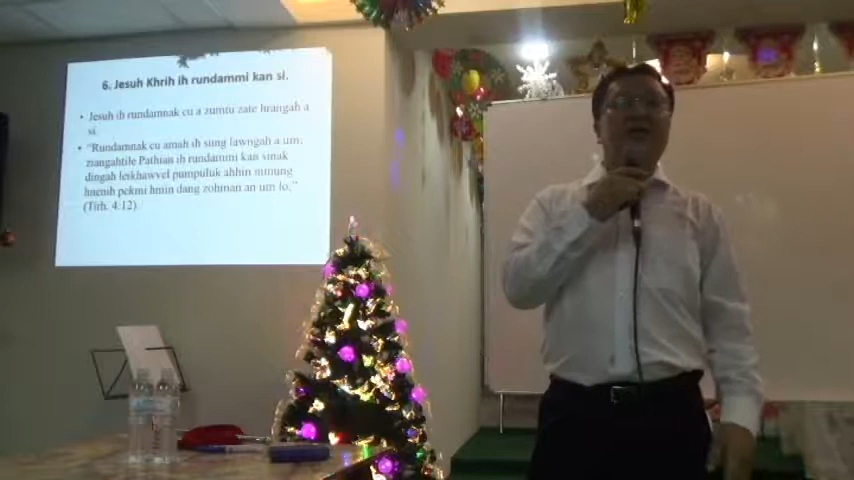 6. Jesuh Khrih ih rundammi kan si.
• Jesuh ih rundamnak cu a zumtu zate hrangah a
si.
• "Rundamnak cu amah ih sung lawngah a um;
ziangahtile Pathian ih rundammi kan sinak
dingah leikhawvel pumpuluk ahhin minung
hnenih pekmi hmin dang zohman an um lo."
(Tirh. 4:12)